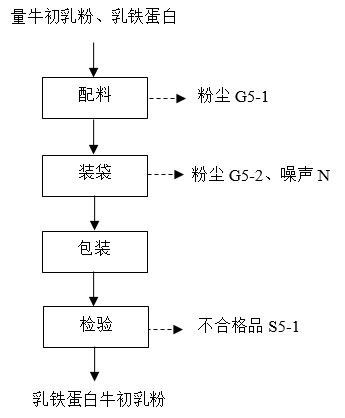 量牛初乳粉、乳铁蛋白
配料
粉尘 G5-1
装袋
粉尘 G5-2、噪声 N
包装
检验
不合格品 S5-1
乳铁蛋白牛初乳粉